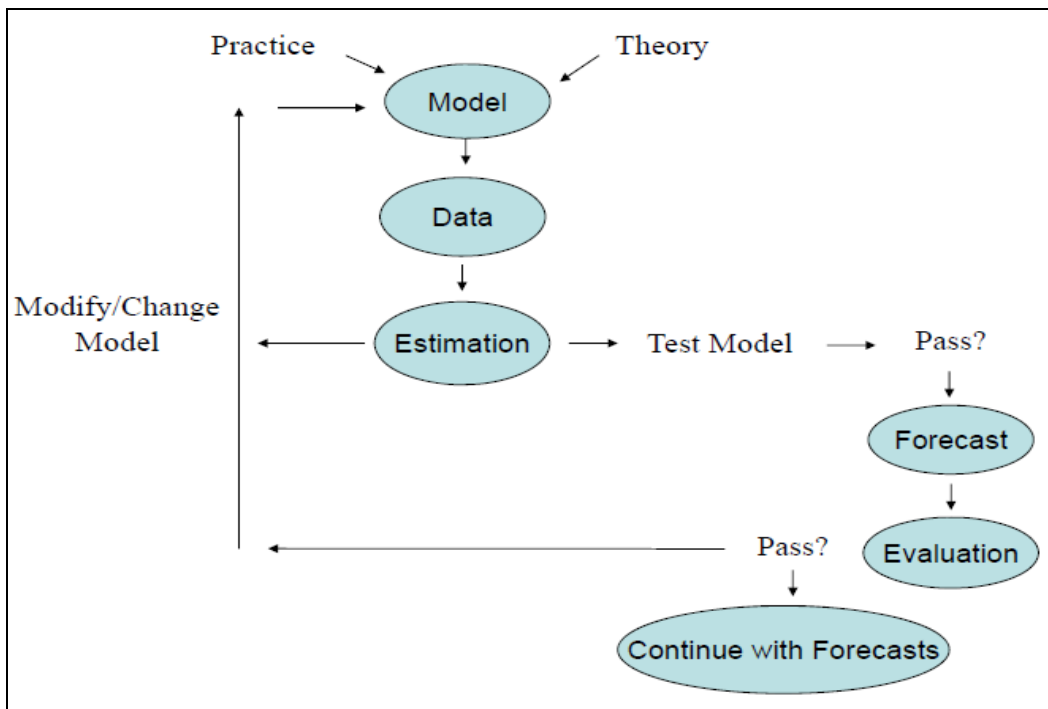 Practice
Theory
Model
Data
Modify/Change
Model
Estimation
Test Model
Pass?
Forecast
Pass?
Evaluation
Continue with Forecasts